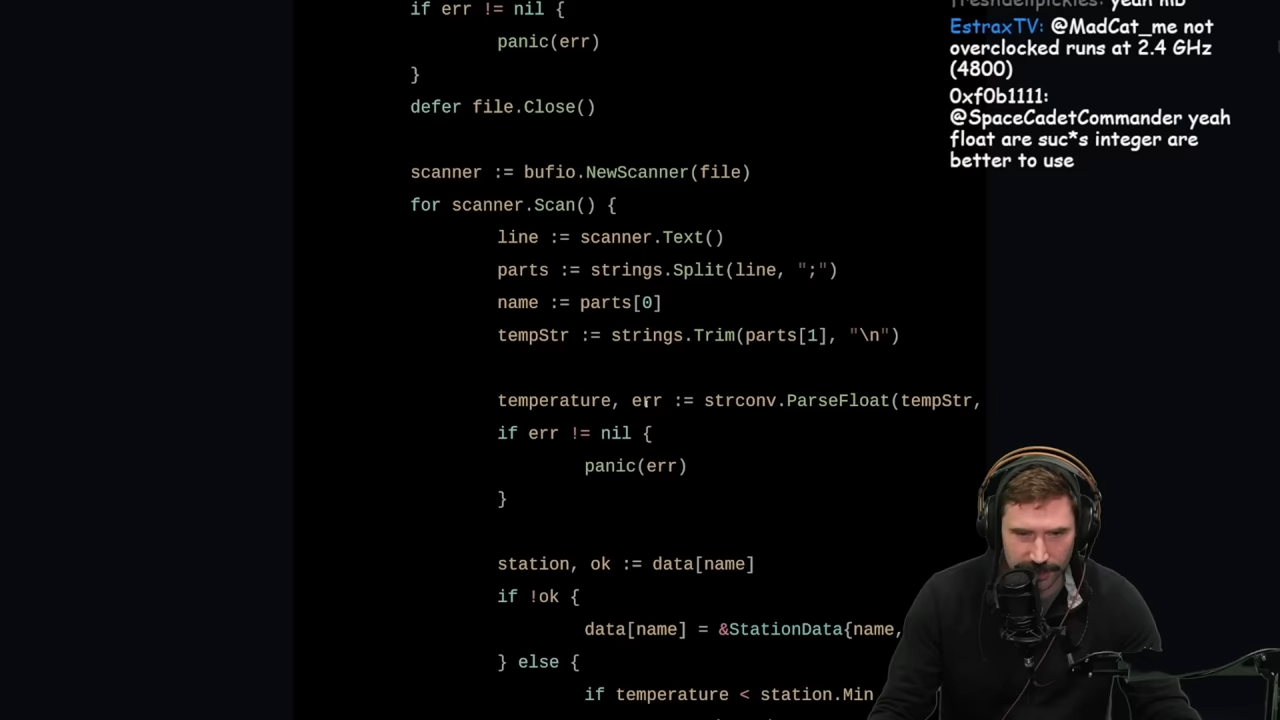 if err != nil {
panic(err)
}
defer file.Close()
scanner := bufio.NewScanner(file)
for scanner.Scan() {
line := scanner.Text()
parts := strings.Split(line, ";")
name := parts[0]
tempStr := strings.Trim(parts[1], "\n")
temperature, err := strconv.ParseFloat(tempStr,
if err != nil {
panic(err)
}
station, ok := data[name]
if !ok {
data[name] = &StationData{name,
} else {
if temperature < station.Min
freshdellpickles: yeah mb
EstraxTV: @MadCat_me not
overclocked runs at 2.4 GHz
(4800)
0xf0b1111:
@SpaceCadetCommander yeah
float are suc*s integer are
better to use